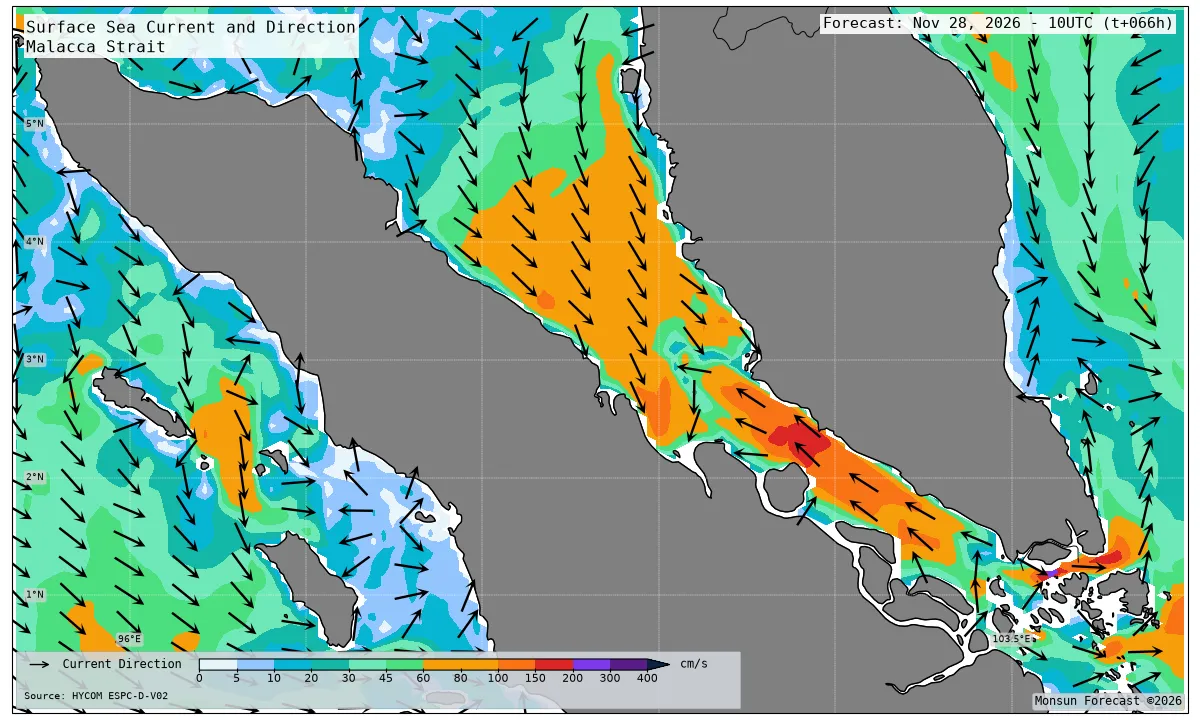 Surface Sea Current and Direction
Malacca Strait
Forecast: Nov 28, 2026 - 10UTC (t+066h)
5°N
4°N
3°N
2°N
1°N
96°E
103.5°E
Current Direction
0 5 10 20 30 45 60 80 100 150 200 300 400 cm/s
Source: HYCOM ESPC-D-V02
Monsun Forecast ©2026